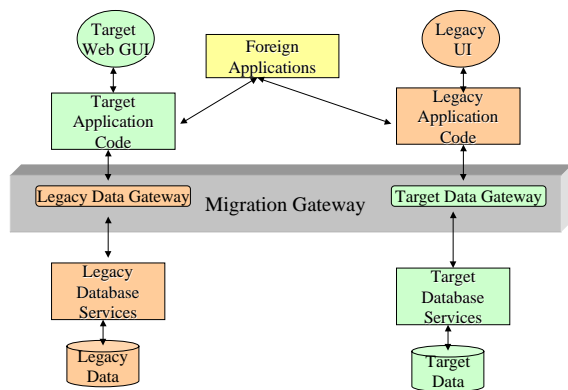 Target
Web GUI
Foreign
Applications
Legacy
UI
Target
Application
Code
Legacy
Application
Code
Legacy Data Gateway
Migration Gateway
Target Data Gateway
Legacy
Database
Services
Target
Database
Services
Legacy
Data
Target
Data